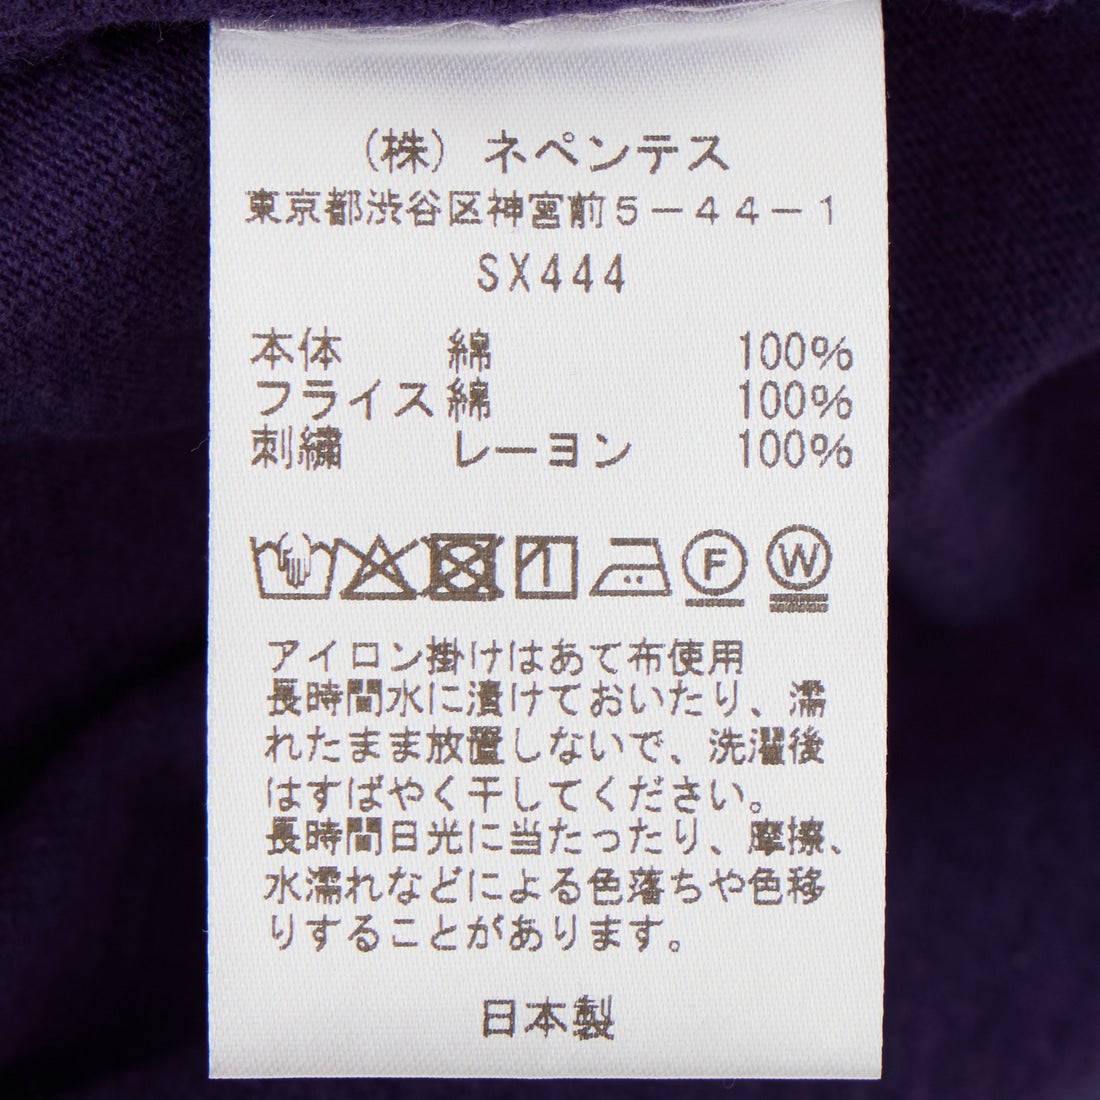 (株) ネペンテス
東京都渋谷区神宮前5-44-1
SX444
本体 綿 100%
フライス 綿 100%
刺繍 レーヨン 100%
F W
アイロン掛けはあて布使用
長時間水に漬けておいたり、濡
れたまま放置しないで、洗濯後
はすばやく干してください。
長時間日光に当たったり、摩擦、
水濡れなどによる色落ちや色移
りすることがあります。
日本製